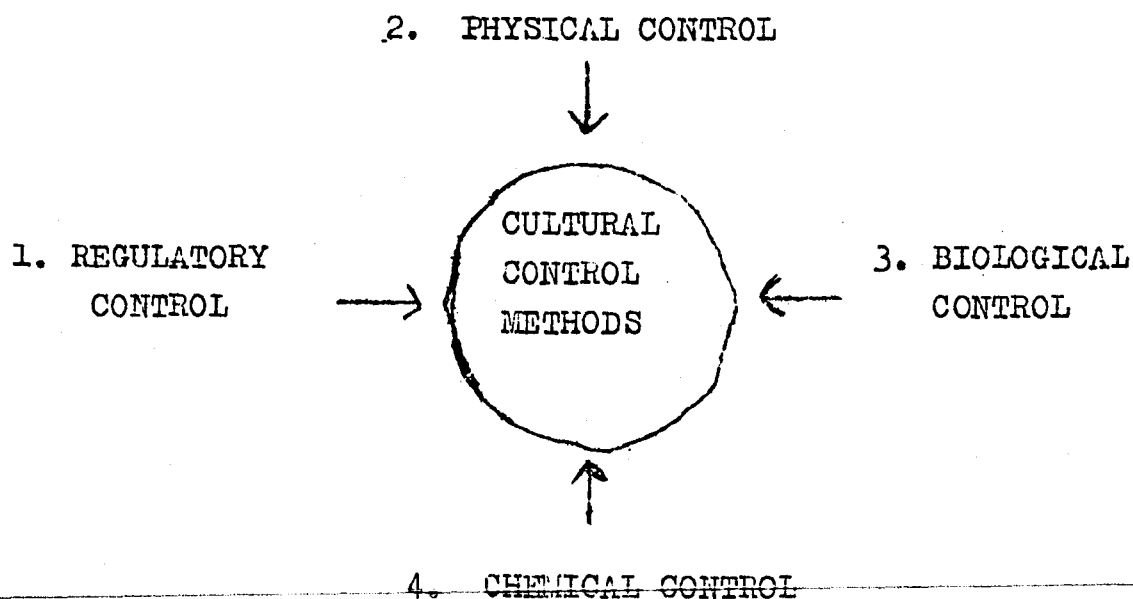 2. PHYSICAL CONTROL
1. REGULATORY
CONTROL
CULTURAL
CONTROL
METHODS
3. BIOLOGICAL
CONTROL
4. CHEMICAL CONTROL